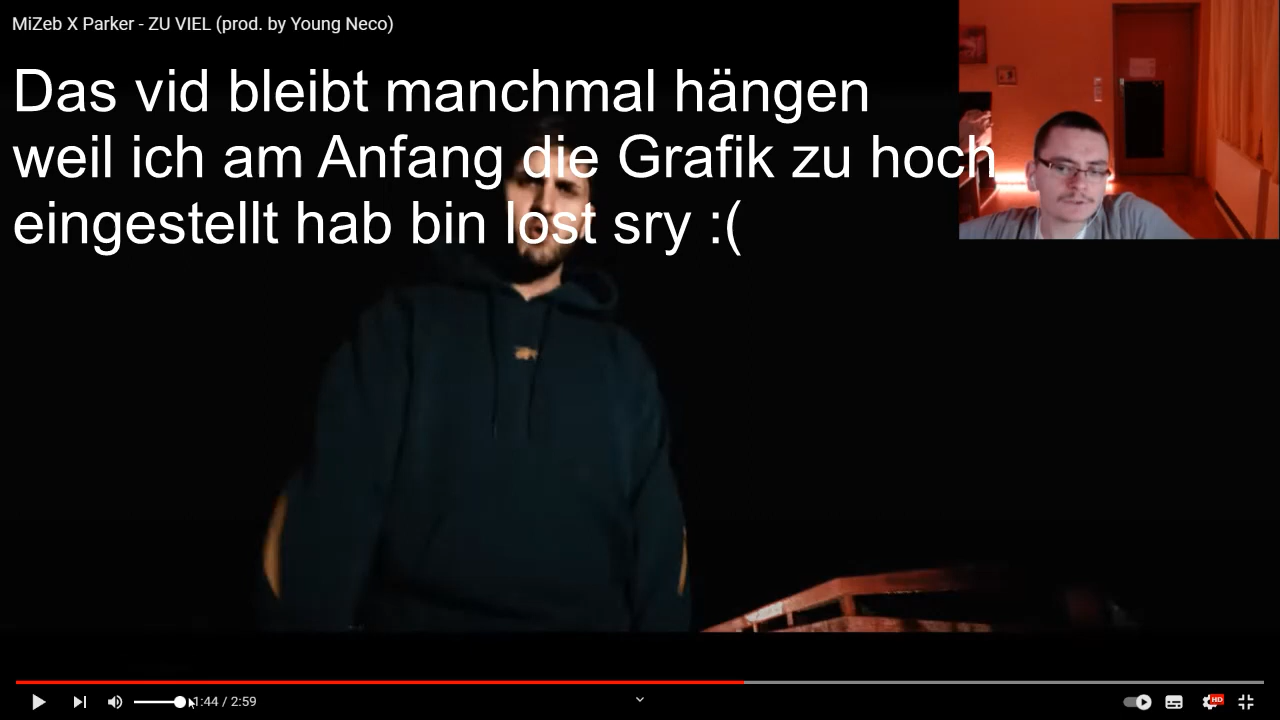 MiZeb X Parker - ZU VIEL (prod. by Young Neco)
Das vid bleibt manchmal hängen
weil ich am Anfang die Grafik zu hoch
eingestellt hab bin lost sry :(
1:44 / 2:59
HD